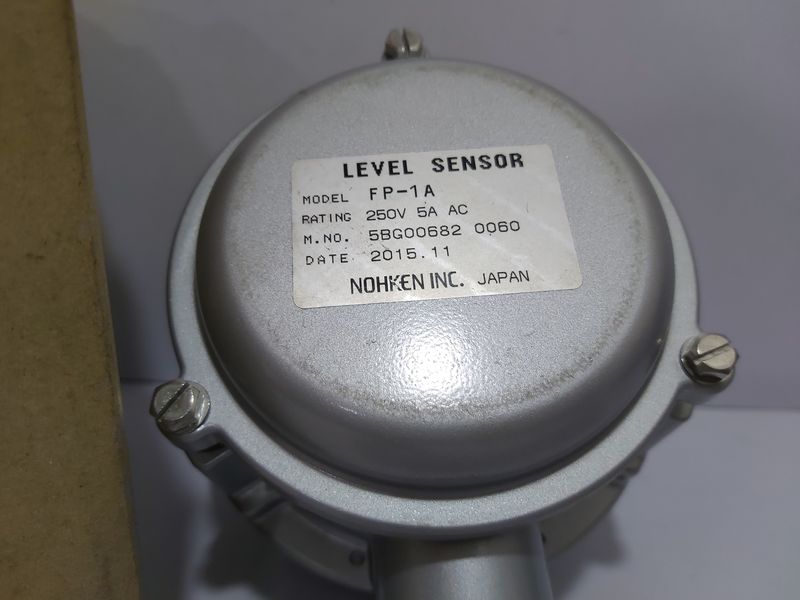 LEVEL SENSOR
MODEL FP-1A
RATING 250V 5A AC
M.NO. 5BG00682 0060
DATE 2015.11
NOHKEN INC. JAPAN